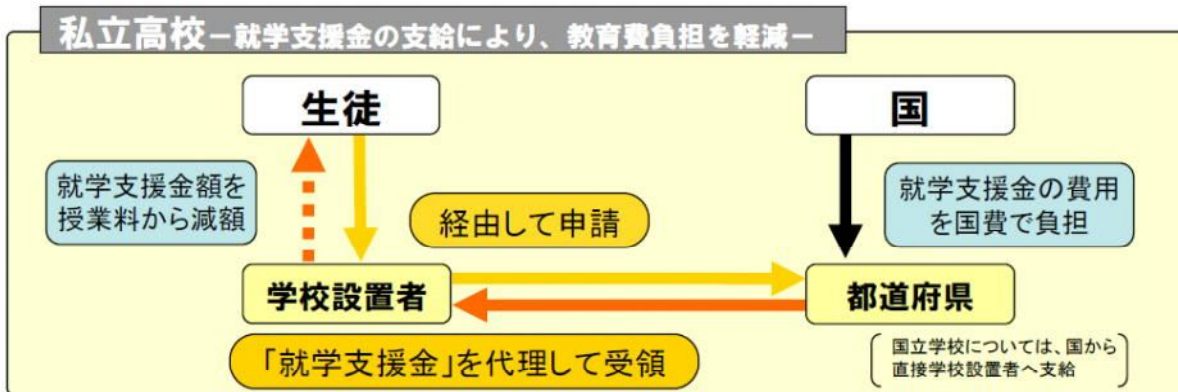 私立高校－就学支援金の支給により、教育費負担を軽減－
生徒
国
就学支援金額を
授業料から減額
経由して申請
就学支援金の費用
を国費で負担
学校設置者
都道府県
「就学支援金」を代理して受領
国立学校については、国から
直接学校設置者へ支給